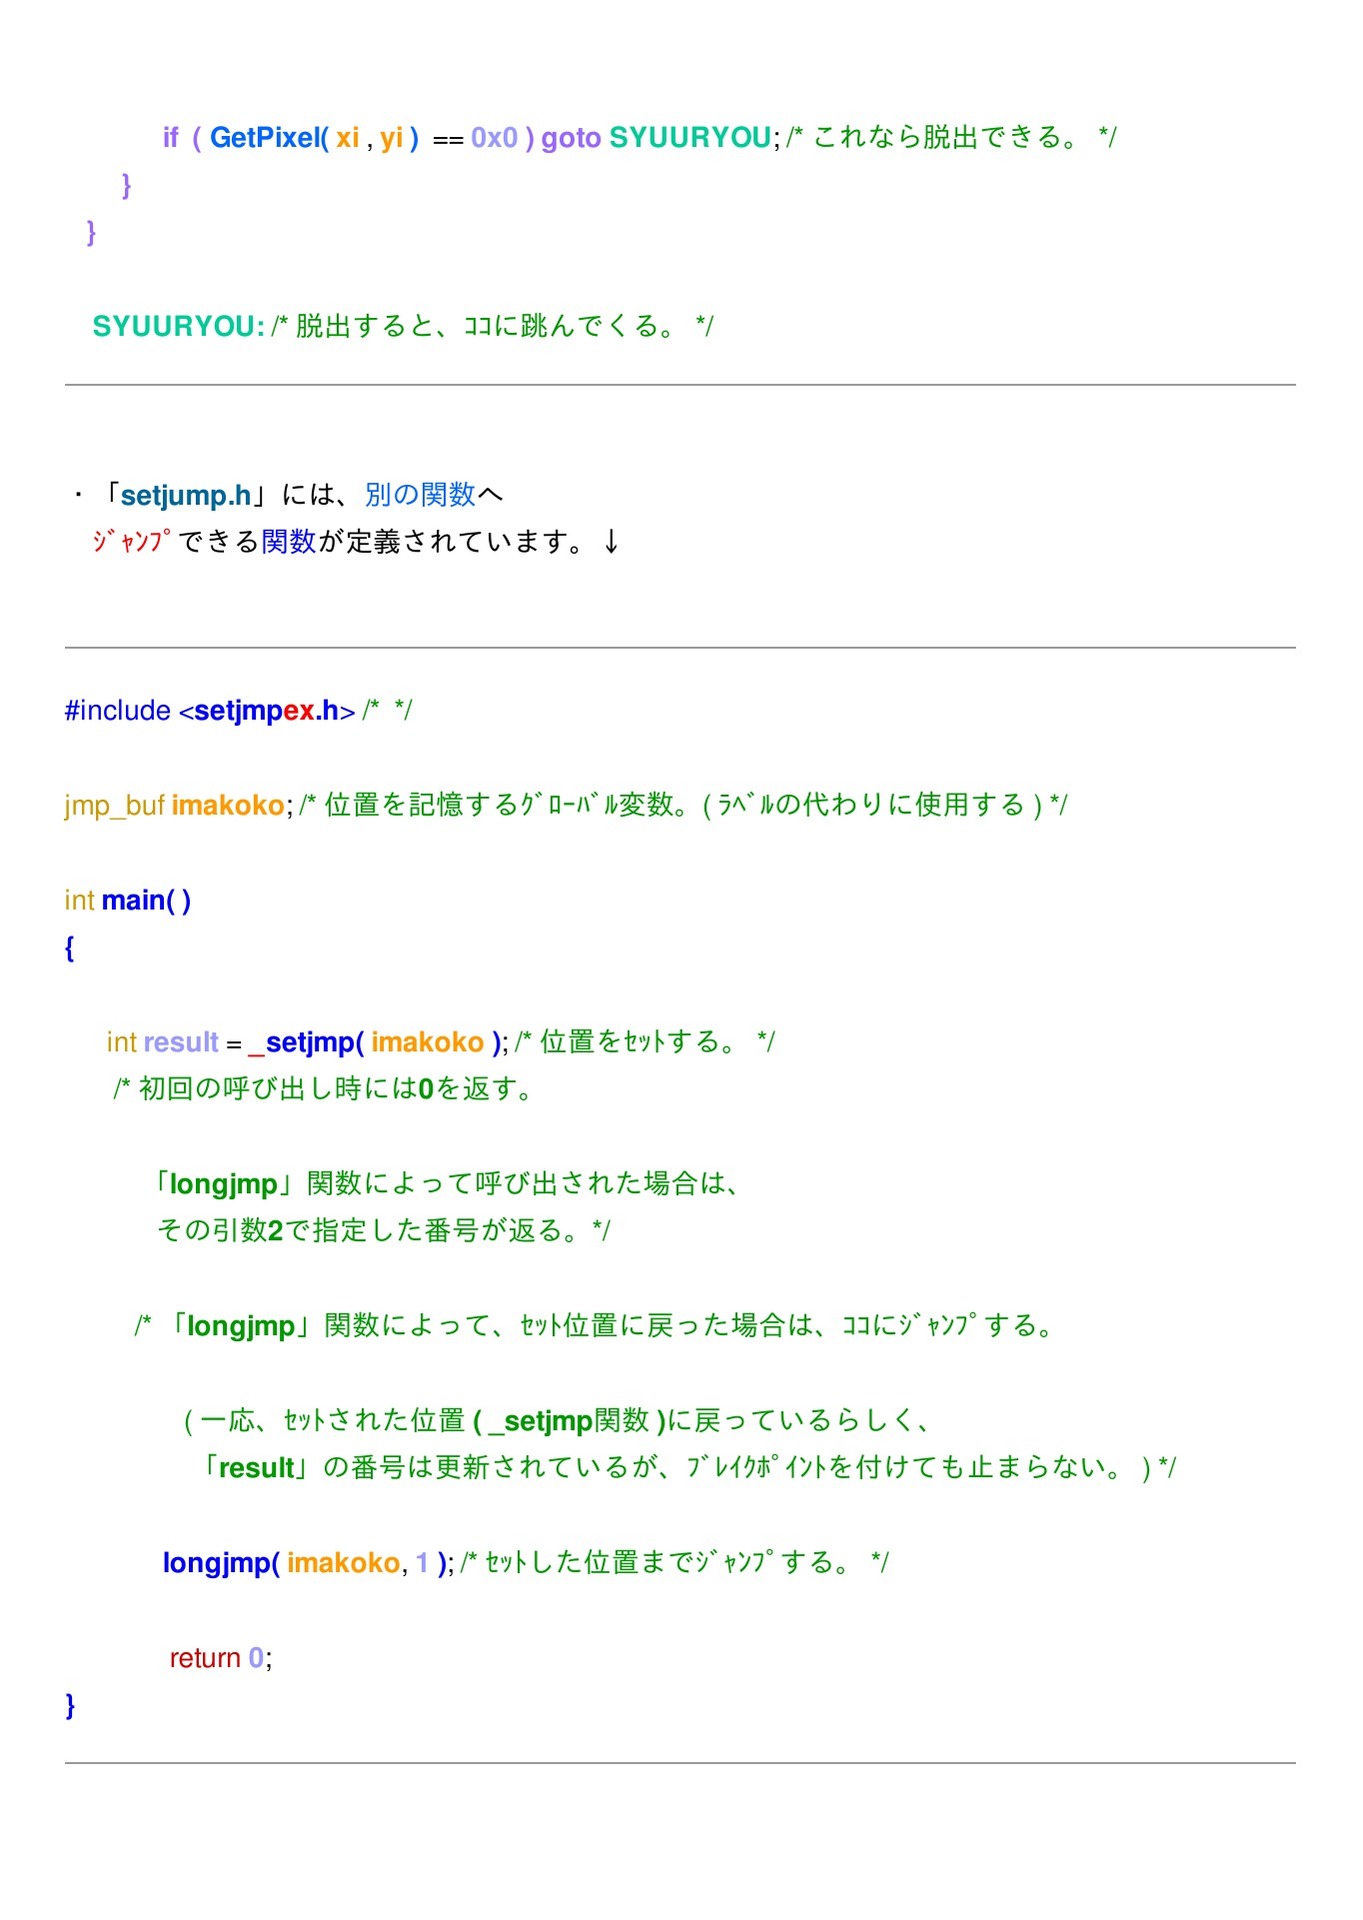 if ( GetPixel( xi , yi ) == 0x0 ) goto SYUURYOU; /* これなら脱出できる。 */
}
}
SYUURYOU: /* 脱出すると、ｺｺに跳んでくる。 */
・「setjump.h」には、別の関数へ
ｼﾞｬﾝﾌﾟできる関数が定義されています。↓
#include <setjmpex.h> /* */
jmp_buf imakoko; /* 位置を記憶するｸﾞﾛｰﾊﾞﾙ変数。( ﾗﾍﾞﾙの代わりに使用する ) */
int main( )
{
int result = _setjmp( imakoko ); /* 位置をｾｯﾄする。 */
/* 初回の呼び出し時には0を返す。
「longjmp」関数によって呼び出された場合は、
その引数2で指定した番号が返る。*/
/* 「longjmp」関数によって、ｾｯﾄ位置に戻った場合は、ｺｺにｼﾞｬﾝﾌﾟする。
( 一応、ｾｯﾄされた位置 ( _setjmp関数 )に戻っているらしく、
「result」の番号は更新されているが、ﾌﾞﾚｲｸﾎﾟｲﾝﾄを付けても止まらない。 ) */
longjmp( imakoko, 1 ); /* ｾｯﾄした位置までｼﾞｬﾝﾌﾟする。 */
return 0;
}